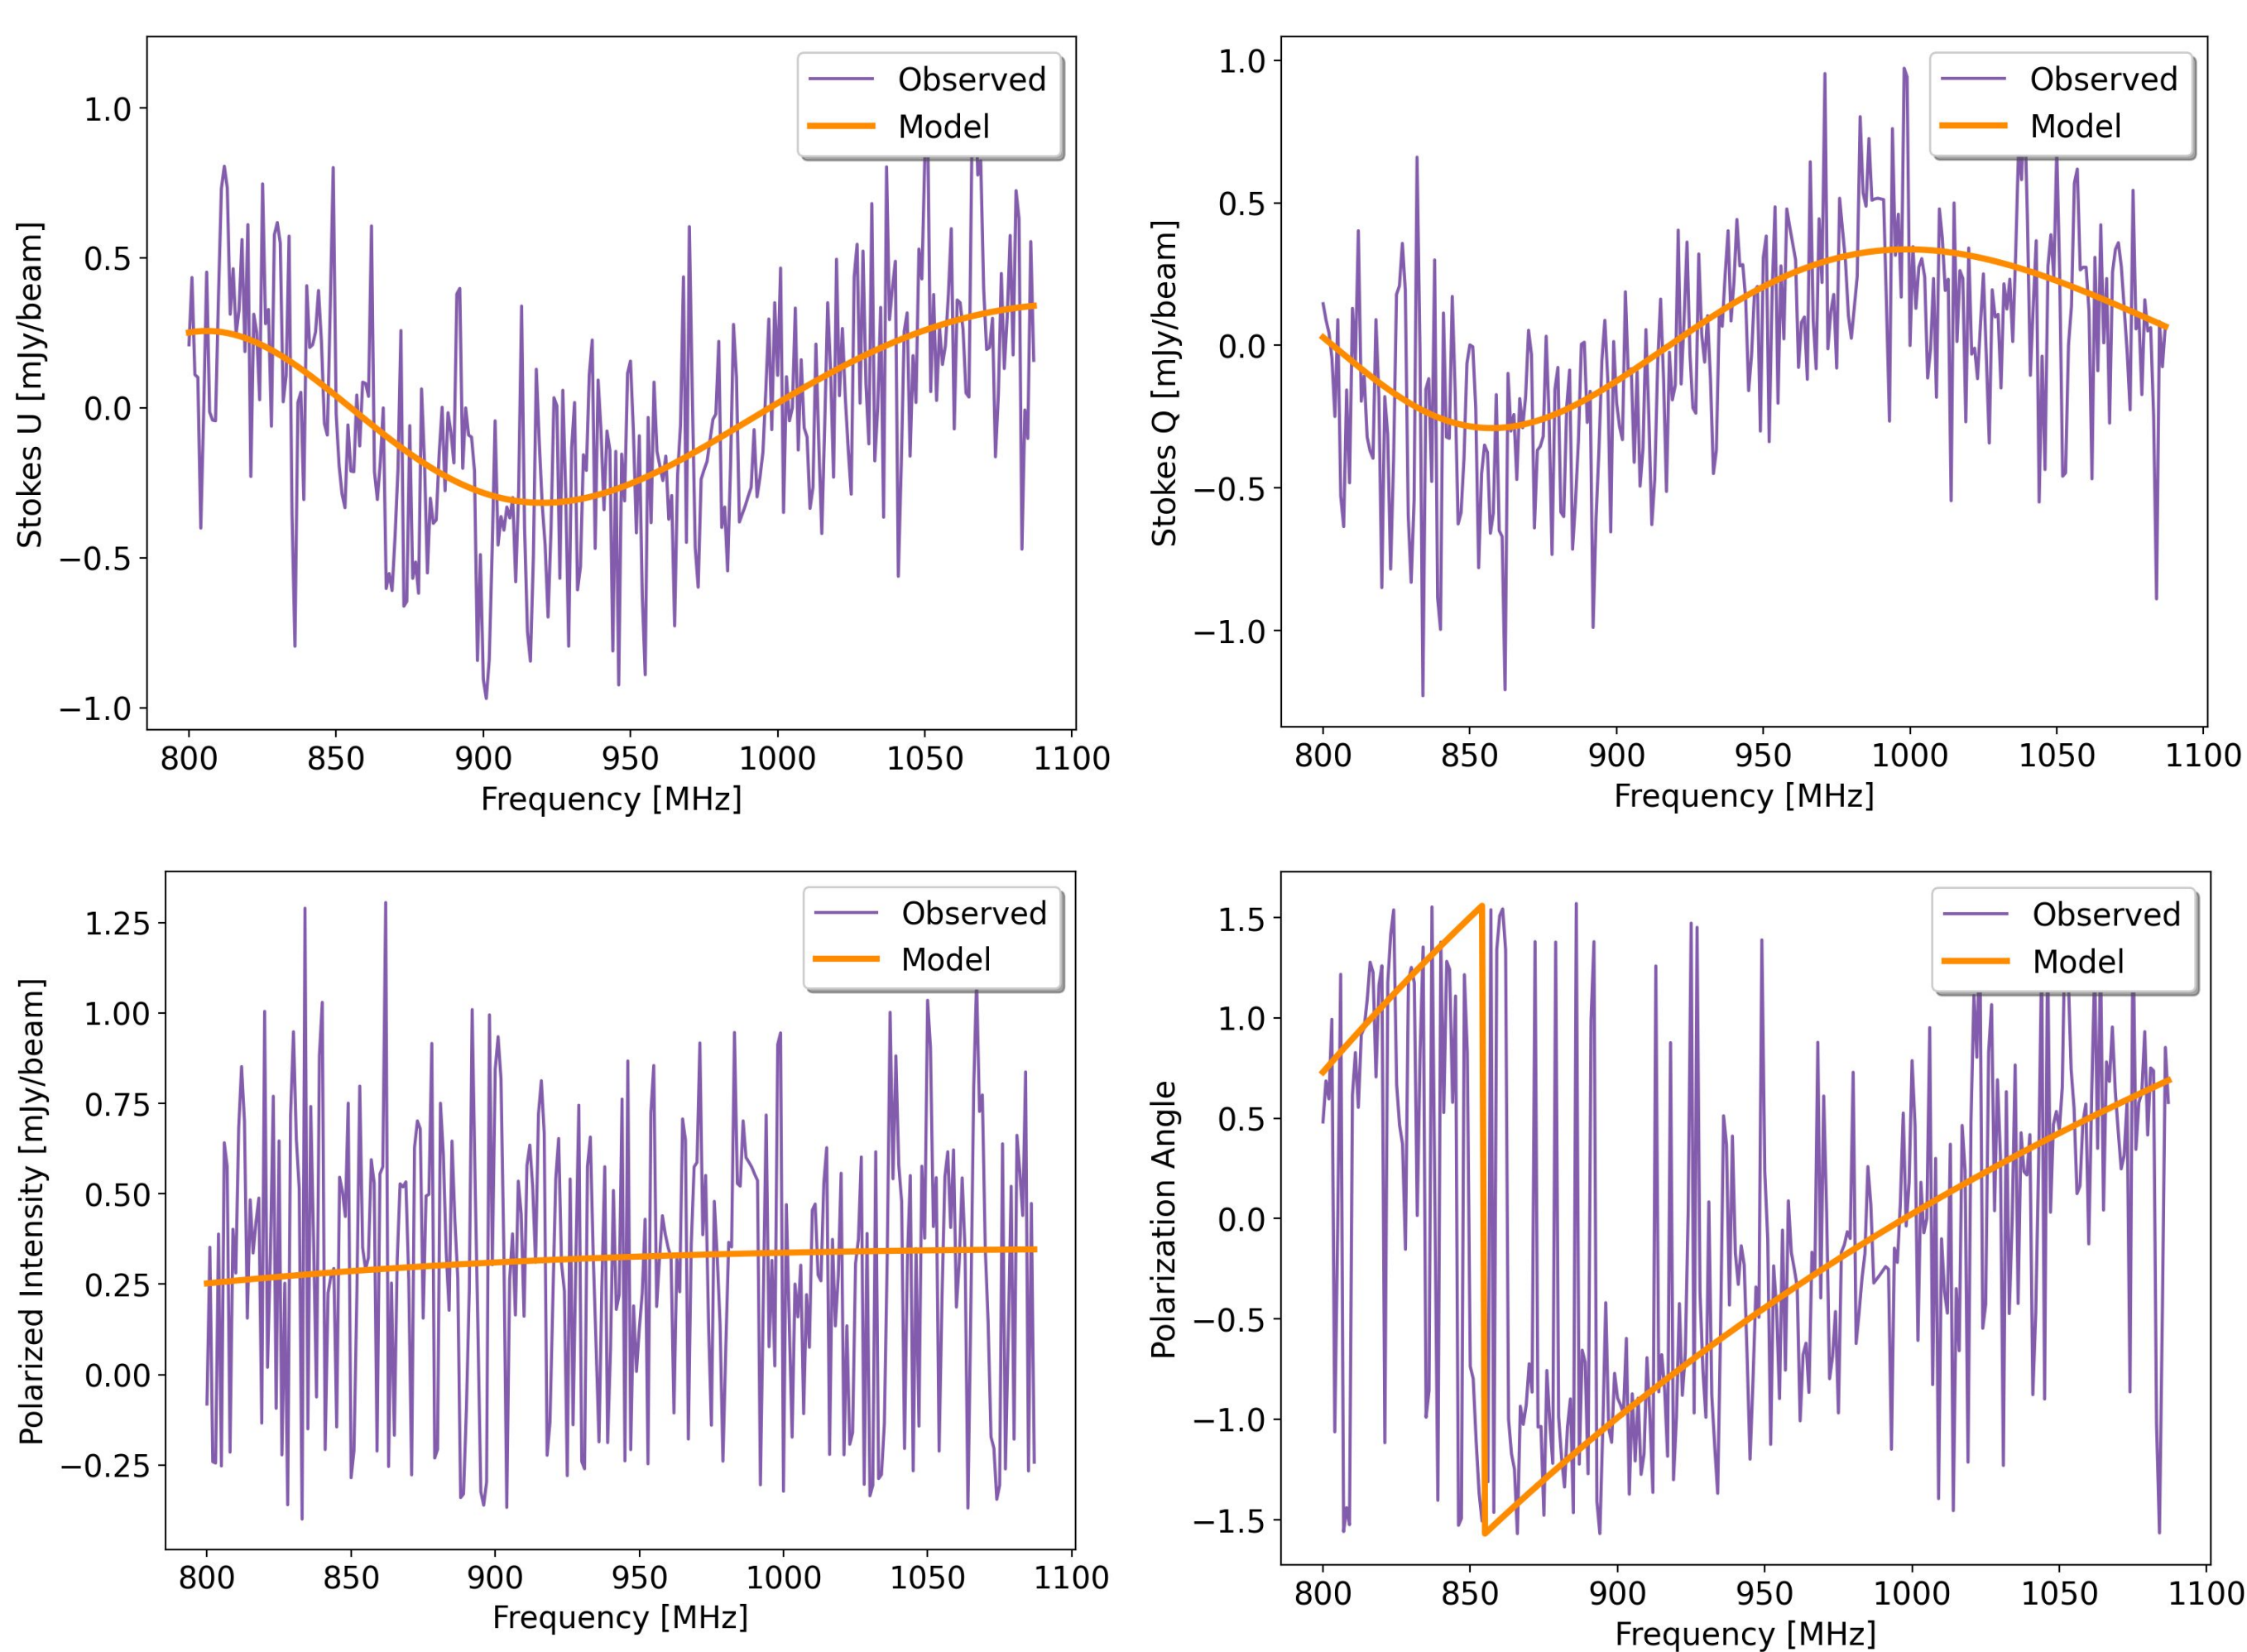 Stokes U [mJy/beam]
1.0
0.5
0.0
−0.5
−1.0
Observed
Model
800 850 900 950 1000 1050 1100
Frequency [MHz]
Stokes Q [mJy/beam]
1.0
0.5
0.0
−0.5
−1.0
Observed
Model
800 850 900 950 1000 1050 1100
Frequency [MHz]
Polarized Intensity [mJy/beam]
1.25
1.00
0.75
0.50
0.25
0.00
−0.25
Observed
Model
800 850 900 950 1000 1050 1100
Frequency [MHz]
Polarization Angle
1.5
1.0
0.5
0.0
−0.5
−1.0
−1.5
Observed
Model
800 850 900 950 1000 1050 1100
Frequency [MHz]